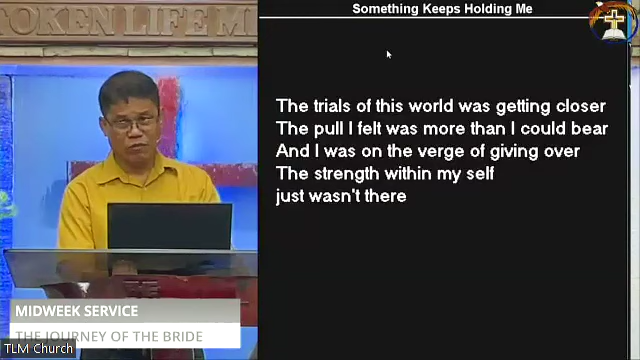 Something Keeps Holding Me
TOKEN LIFE M
The trials of this world was getting closer
The pull I felt was more than I could bear
And I was on the verge of giving over
The strength within my self
just wasn't there
MIDWEEK SERVICE
THE JOURNEY OF THE BRIDE
TLM Church